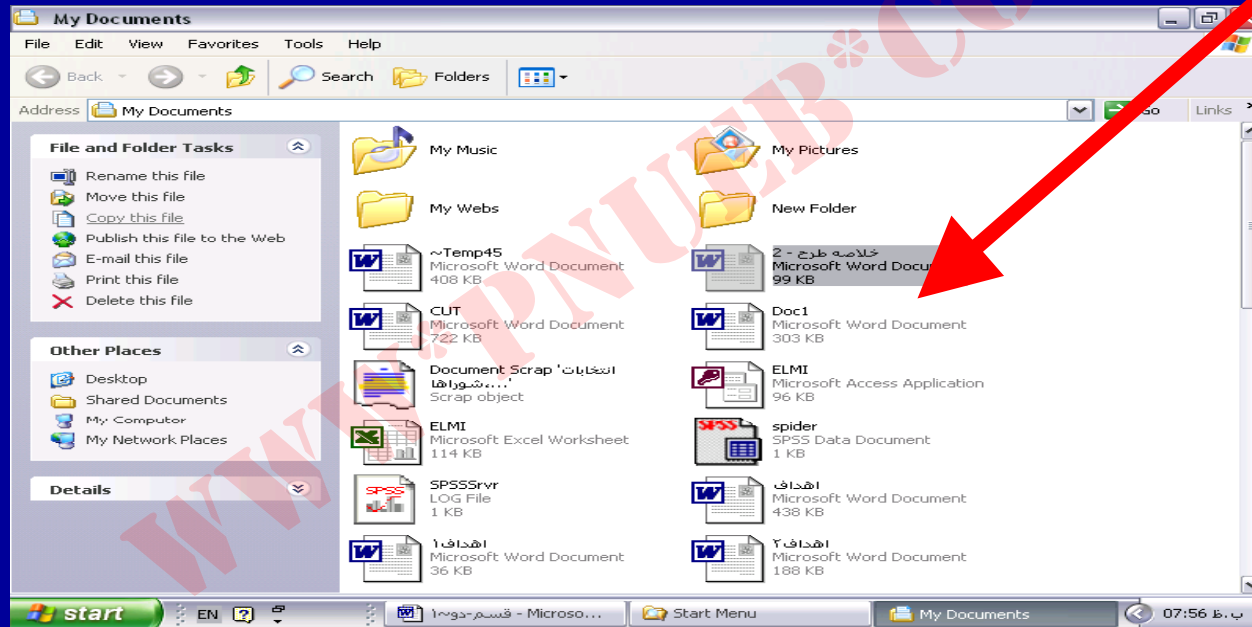 My Documents
File Edit View Favorites Tools Help
Back Search Folders
Address My Documents Go Links
File and Folder Tasks
Rename this file
Move this file
Copy this file
Publish this file to the Web
E-mail this file
Print this file
Delete this file
Other Places
Desktop
Shared Documents
My Computer
My Network Places
Details
My Music
My Pictures
My Webs
New Folder
~Temp45
Microsoft Word Document
408 KB
خلاصه طرح - 2
Microsoft Word
99 KB
CUT
Microsoft Word Document
722 KB
Doc1
Microsoft Word Document
303 KB
Document Scrap 'انتخابات
شوراها،...'
Scrap object
ELMI
Microsoft Access Application
96 KB
ELMI
Microsoft Excel Worksheet
114 KB
spider
SPSS Data Document
1 KB
SPSSSrvr
LOG File
1 KB
اهداف
Microsoft Word Document
438 KB
اهداف۱
Microsoft Word Document
36 KB
اهداف۲
Microsoft Word Document
188 KB
start EN قسم-دوه~۱ - Microso... Start Menu My Documents 07:56 ب.ظ
WWW*PNUEB*CO